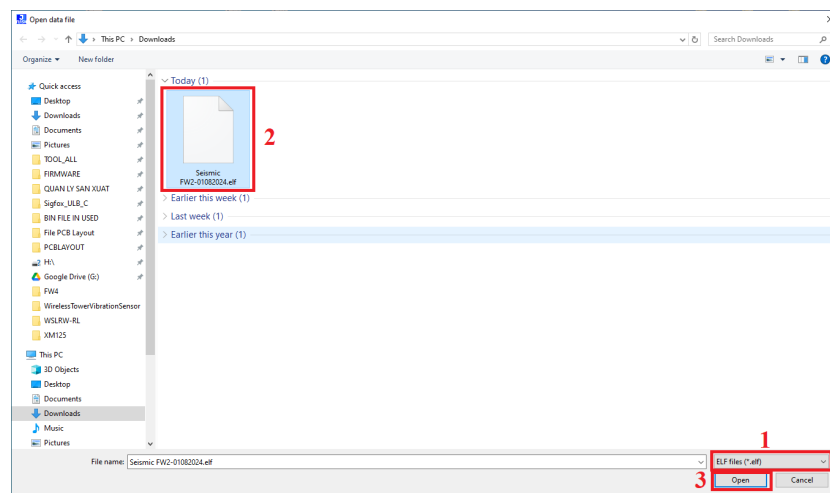 Open data file
This PC
Downloads
Search Downloads
Organize
New folder
Quick access
Desktop
Downloads
Documents
Pictures
TOOL_ALL
FIRMWARE
QUAN LY SAN XUAT
Sigfox_ULB_C
BIN FILE IN USED
File PCB Layout
PCBLAYOUT
H:\
Google Drive (G:)
FW4
WirelessTowerVibrationSensor
WSLRW-RL
XM125
This PC
3D Objects
Desktop
Documents
Downloads
Music
Pictures
Today (1)
2
Seismic
FW2-01082024.elf
Earlier this week (1)
Last week (1)
Earlier this year (1)
1
File name: Seismic FW2-01082024.elf
ELF files (*.elf)
3
Open
Cancel